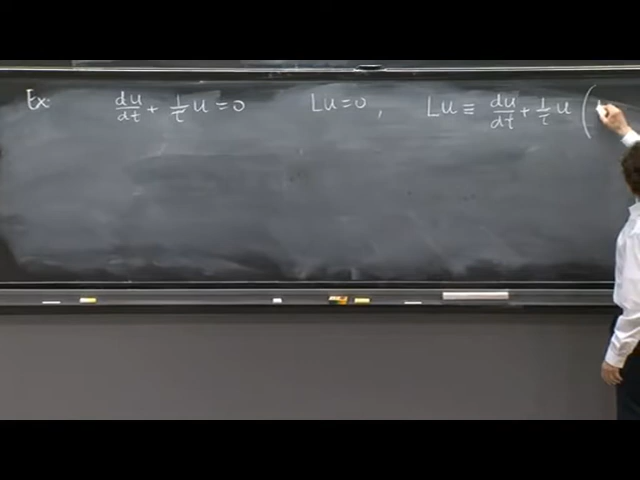 Ex: du/dt + 1/τ u = 0 Lu = 0 , Lu ≡ du/dt + 1/τ u (